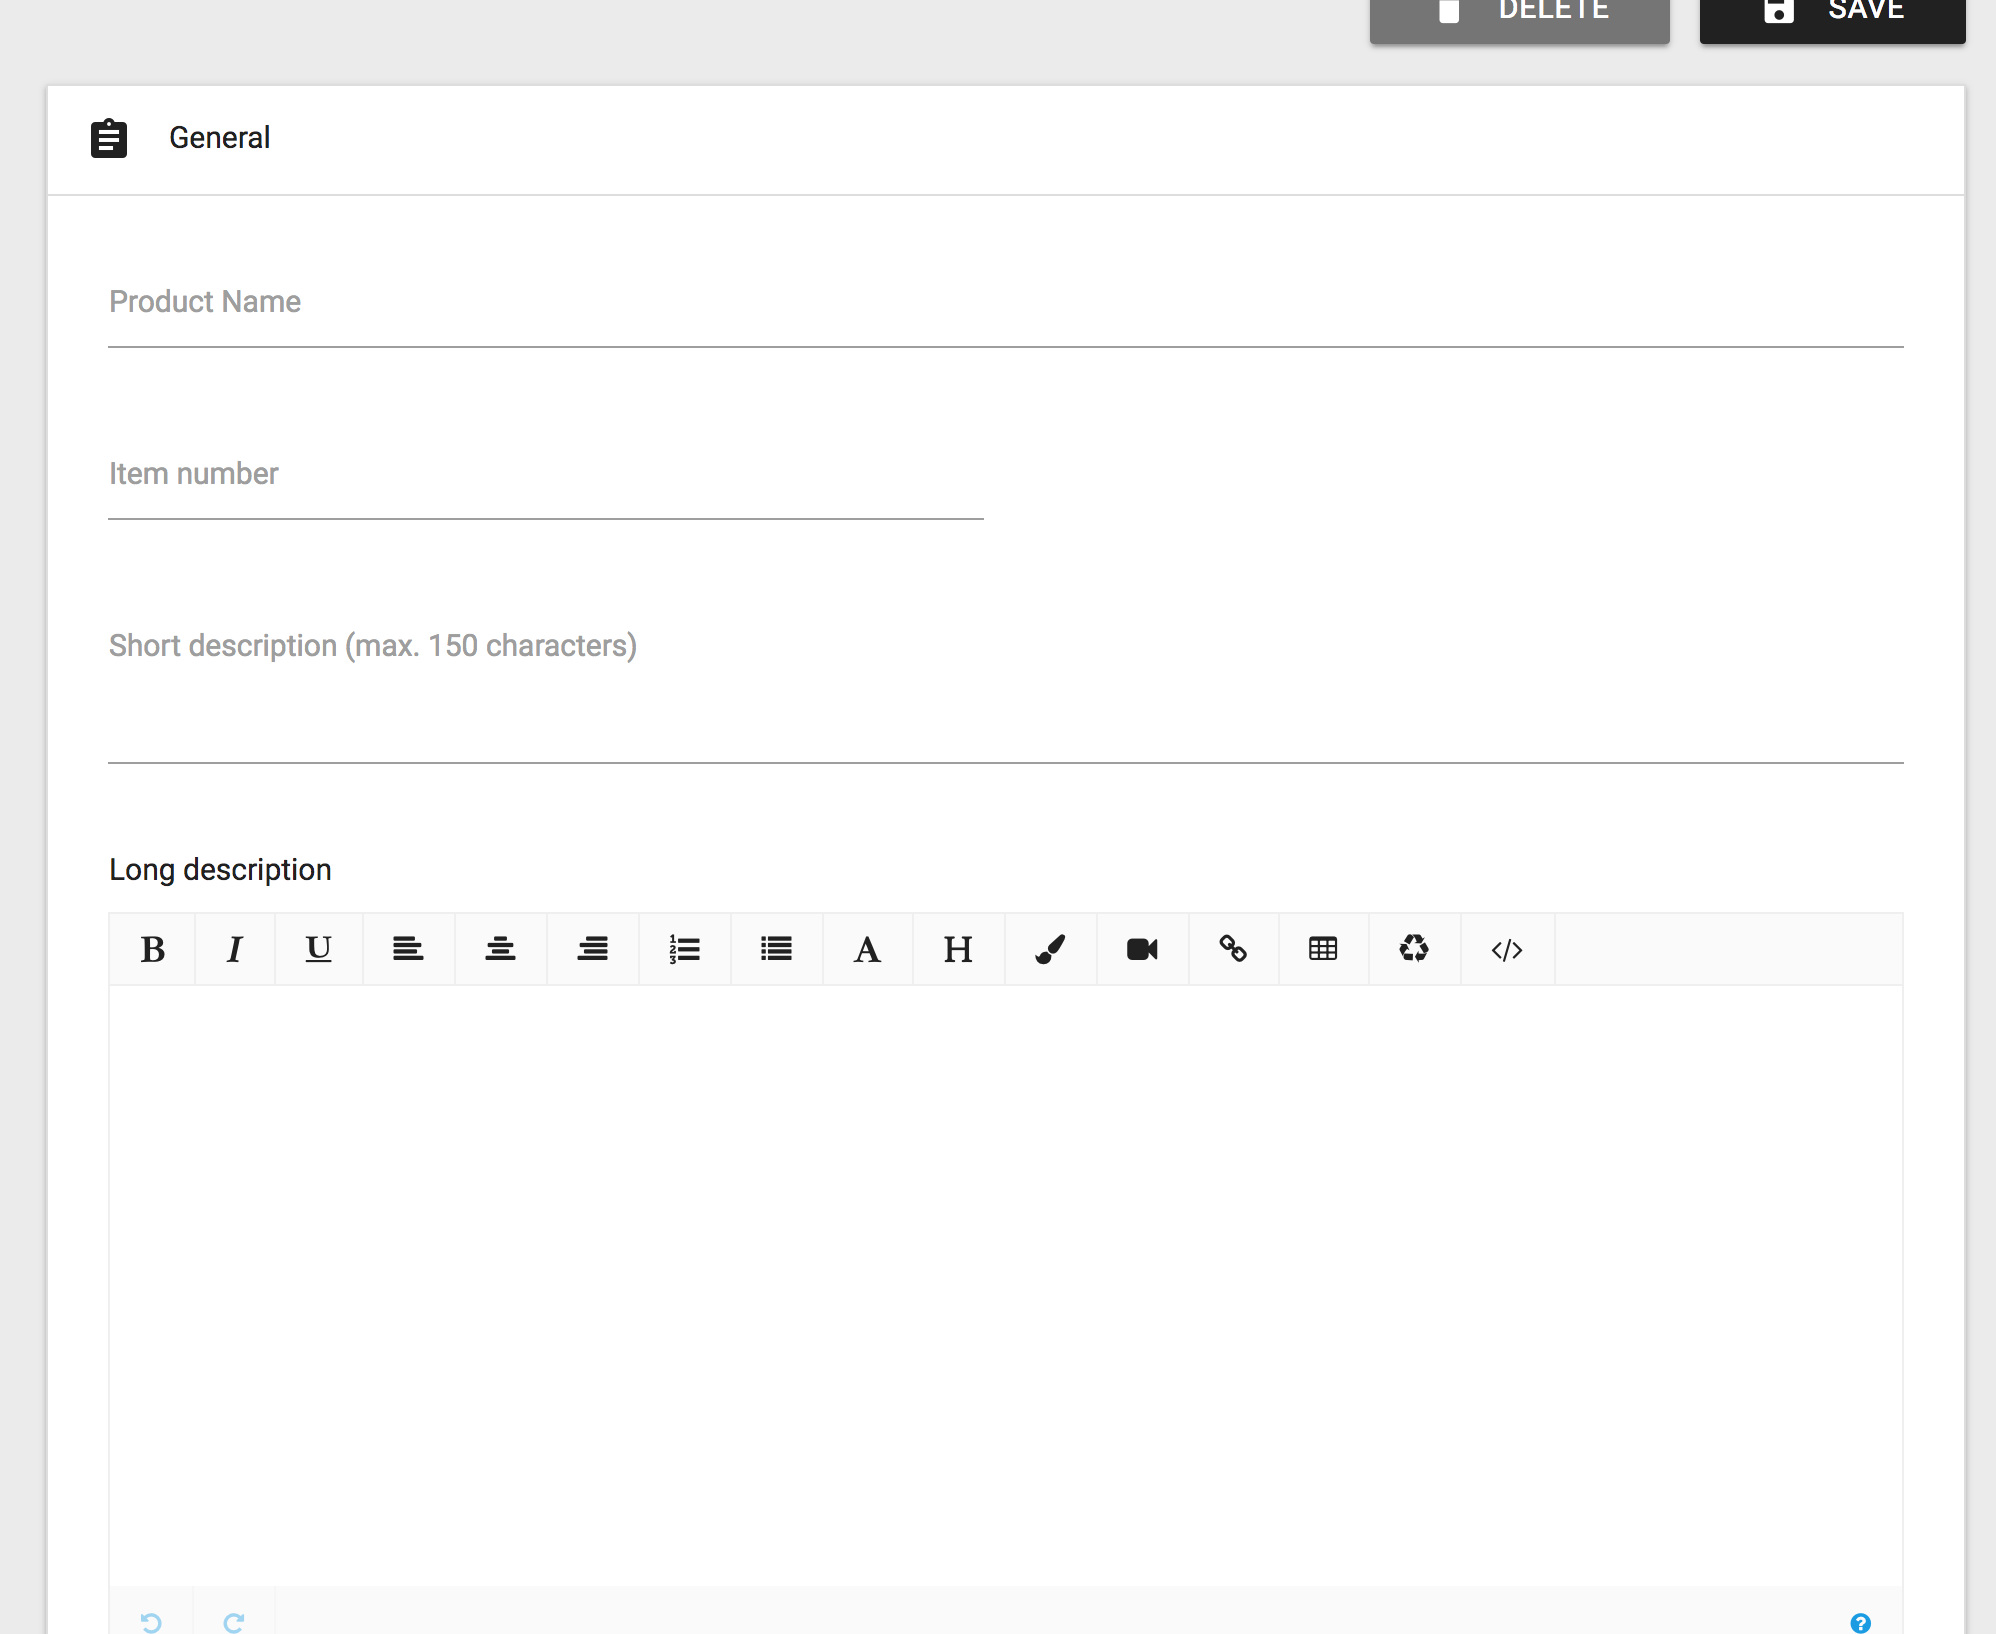 DELETE
SAVE
General
Product Name
Item number
Short description (max. 150 characters)
Long description
B I U A H </>
?